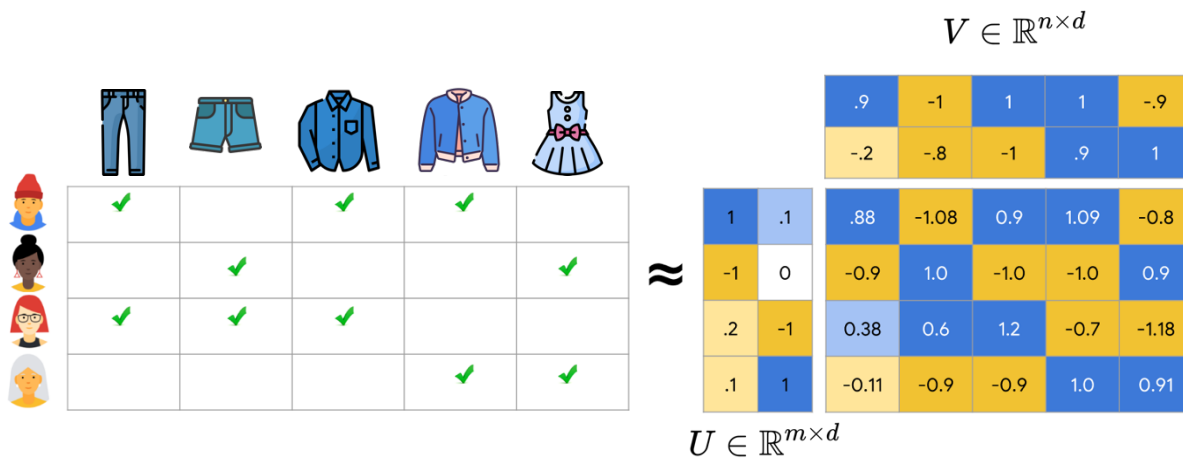 V ∈ ℝ^{n×d}
.9 -1 1 1 -.9
-.2 -.8 -1 .9 1
1 .1 .88 -1.08 0.9 1.09 -0.8
≈ -1 0 -0.9 1.0 -1.0 -1.0 0.9
.2 -1 0.38 0.6 1.2 -0.7 -1.18
.1 1 -0.11 -0.9 -0.9 1.0 0.91
U ∈ ℝ^{m×d}